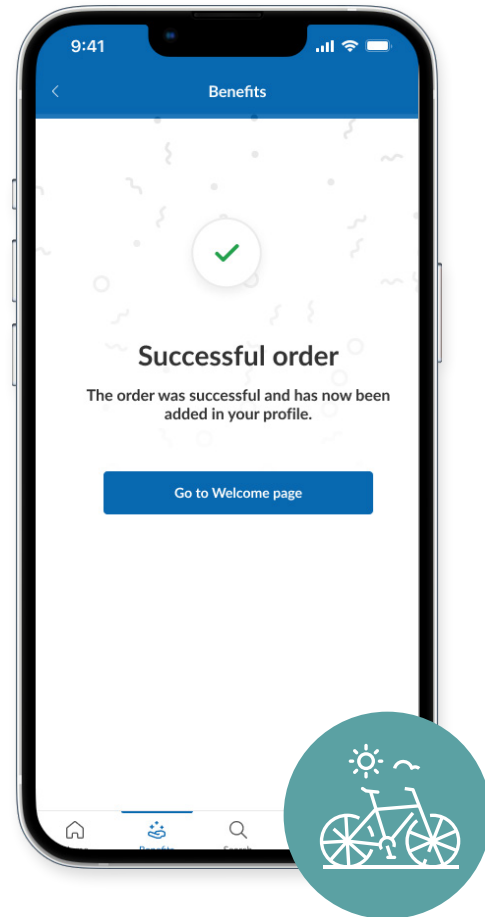 9:41
Benefits
Successful order
The order was successful and has now been
added in your profile.
Go to Welcome page
Benefits
Search